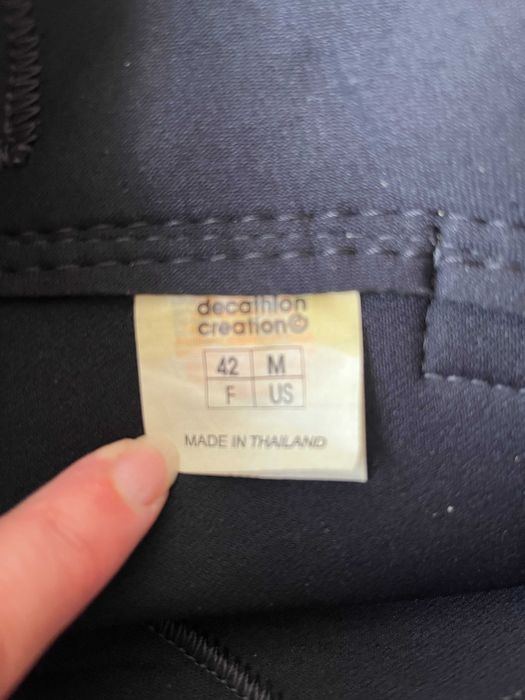 decathlon
creation©
42 M
F US
MADE IN THAILAND